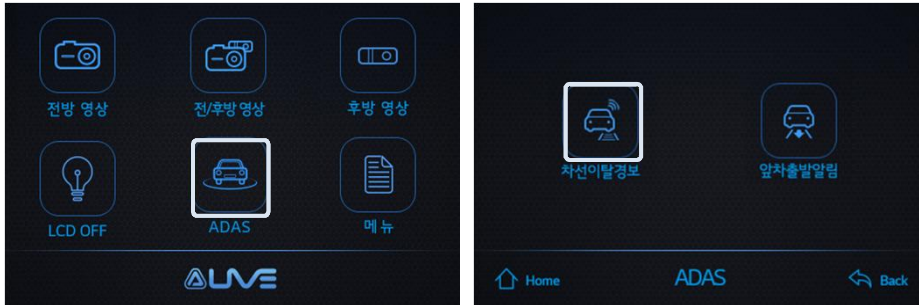 전방 영상
전/후방 영상
후방 영상
LCD OFF
ADAS
메뉴
ALIVE
차선이탈경보
앞차출발알림
Home
ADAS
Back